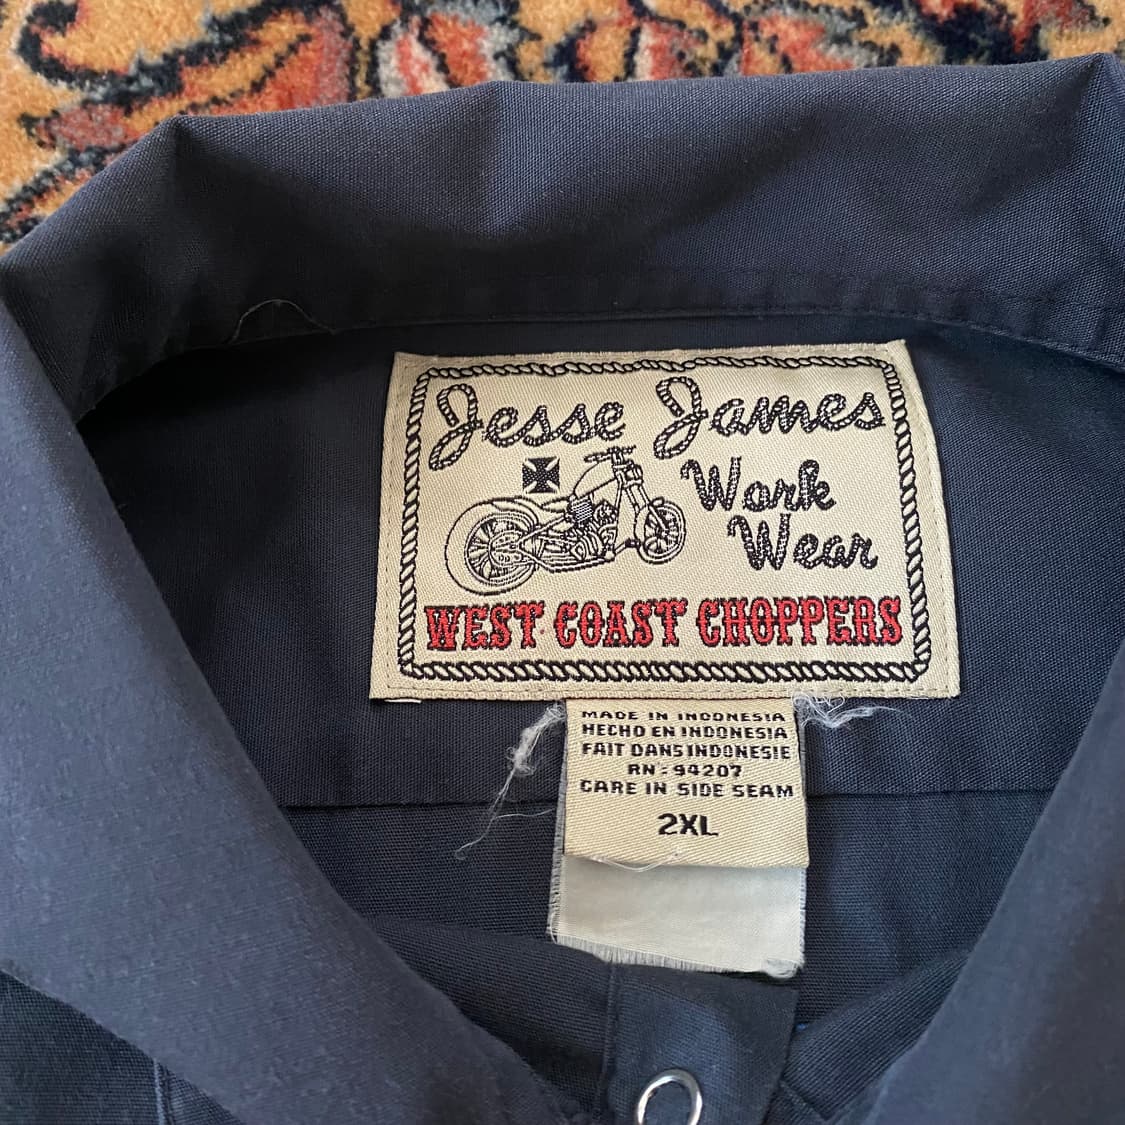 Jesse James
Work
Wear
WEST COAST CHOPPERS
MADE IN INDONESIA
HECHO EN INDONESIA
FAIT DANS INDONESIE
RN : 94207
CARE IN SIDE SEAM
2XL